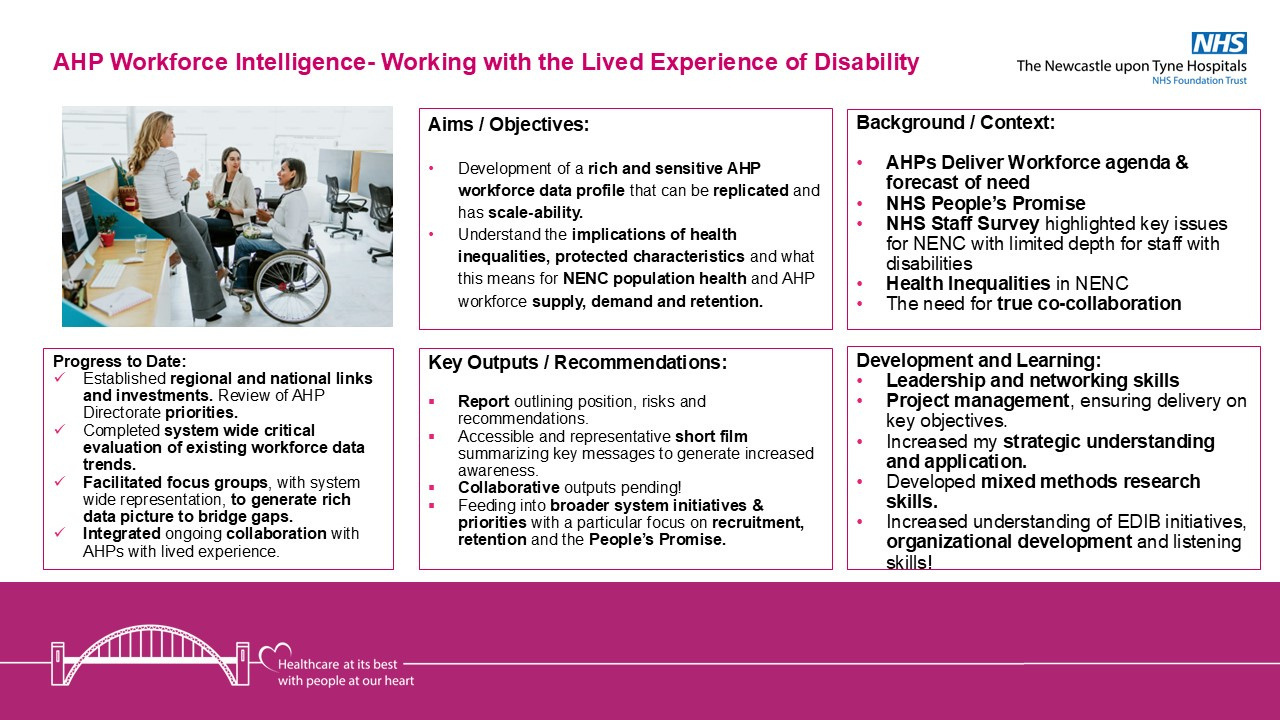 AHP Workforce Intelligence- Working with the Lived Experience of Disability
NHS
The Newcastle upon Tyne Hospitals
NHS Foundation Trust
Aims / Objectives:
• Development of a rich and sensitive AHP
workforce data profile that can be replicated and
has scale-ability.
• Understand the implications of health
inequalities, protected characteristics and what
this means for NENC population health and AHP
workforce supply, demand and retention.
Background / Context:
• AHPs Deliver Workforce agenda &
forecast of need
• NHS People’s Promise
• NHS Staff Survey highlighted key issues
for NENC with limited depth for staff with
disabilities
• Health Inequalities in NENC
• The need for true co-collaboration
Progress to Date:
✓ Established regional and national links
and investments. Review of AHP
Directorate priorities.
✓ Completed system wide critical
evaluation of existing workforce data
trends.
✓ Facilitated focus groups, with system
wide representation, to generate rich
data picture to bridge gaps.
✓ Integrated ongoing collaboration with
AHPs with lived experience.
Key Outputs / Recommendations:
▪ Report outlining position, risks and
recommendations.
▪ Accessible and representative short film
summarizing key messages to generate increased
awareness.
▪ Collaborative outputs pending!
▪ Feeding into broader system initiatives &
priorities with a particular focus on recruitment,
retention and the People’s Promise.
Development and Learning:
• Leadership and networking skills
• Project management, ensuring delivery on
key objectives.
• Increased my strategic understanding
and application.
• Developed mixed methods research
skills.
• Increased understanding of EDIB initiatives,
organizational development and listening
skills!
Healthcare at its best
with people at our heart